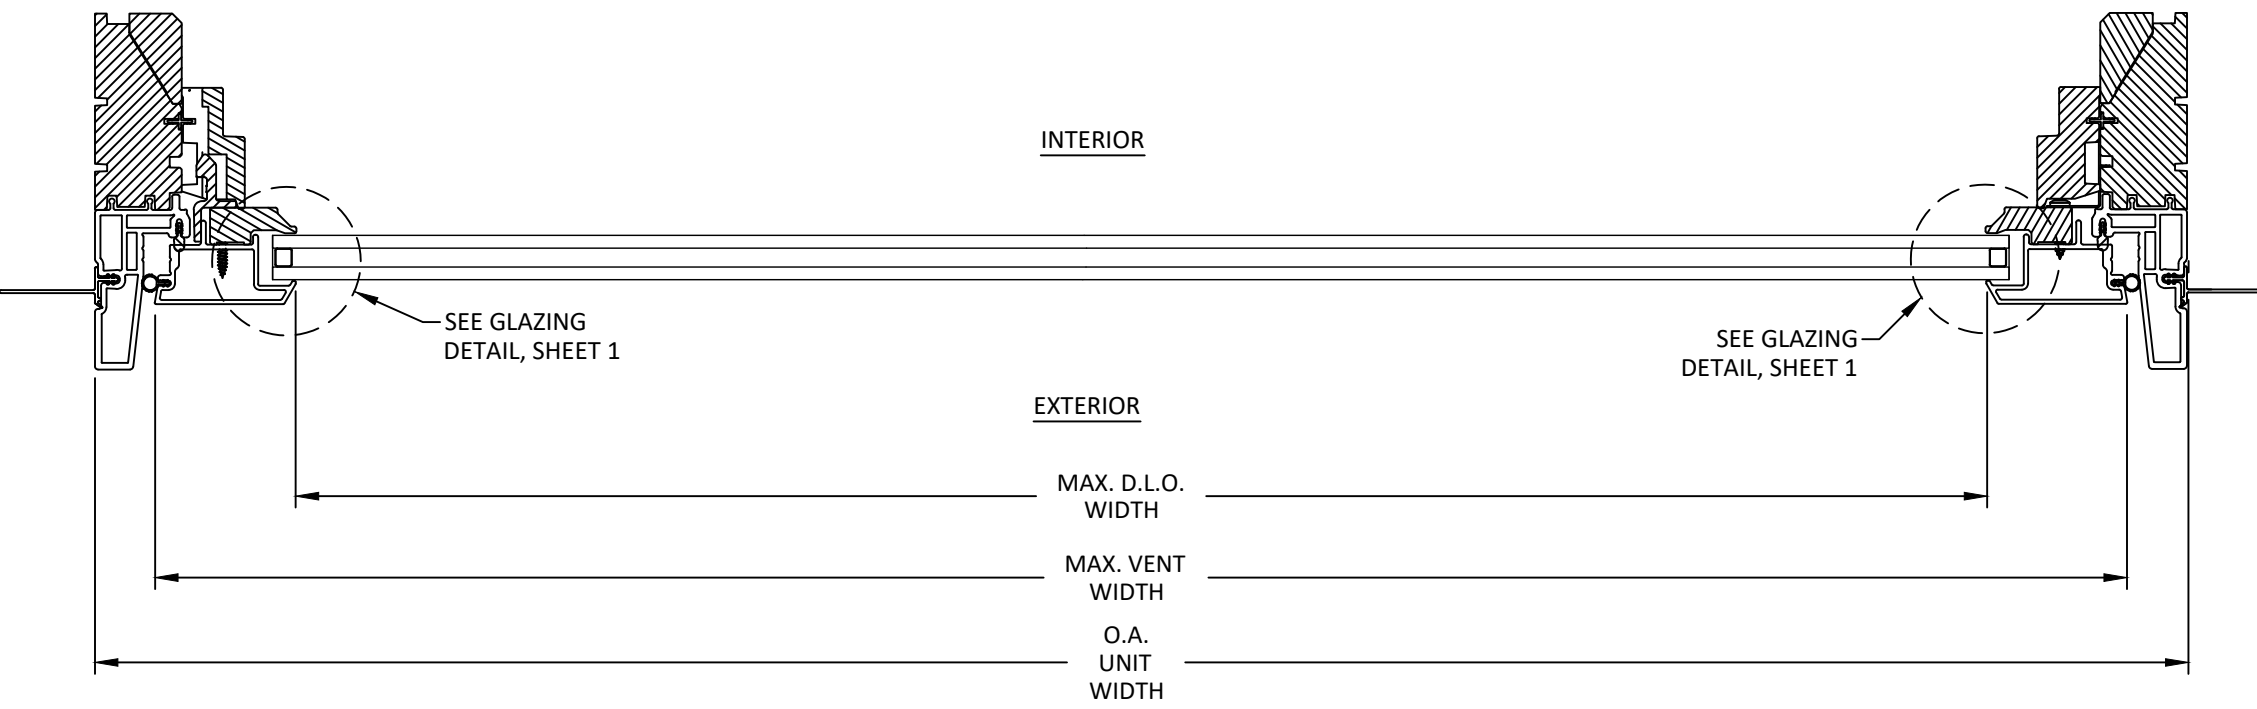 INTERIOR
SEE GLAZING
DETAIL, SHEET 1
SEE GLAZING
DETAIL, SHEET 1
EXTERIOR
MAX. D.L.O.
WIDTH
MAX. VENT
WIDTH
O.A.
UNIT
WIDTH